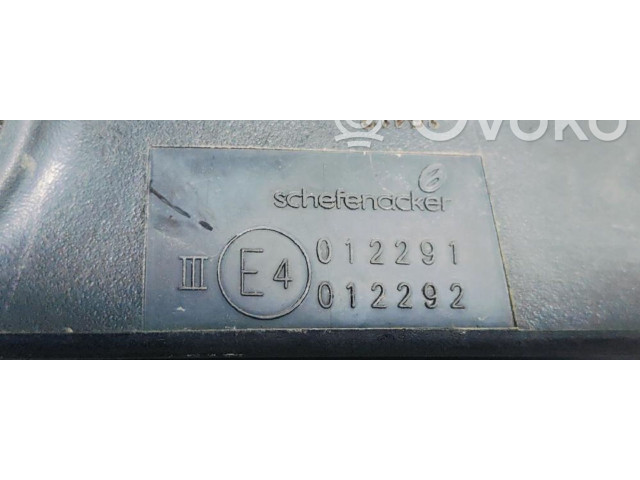 OVOKO
schefenacker
III E4 012291
012292